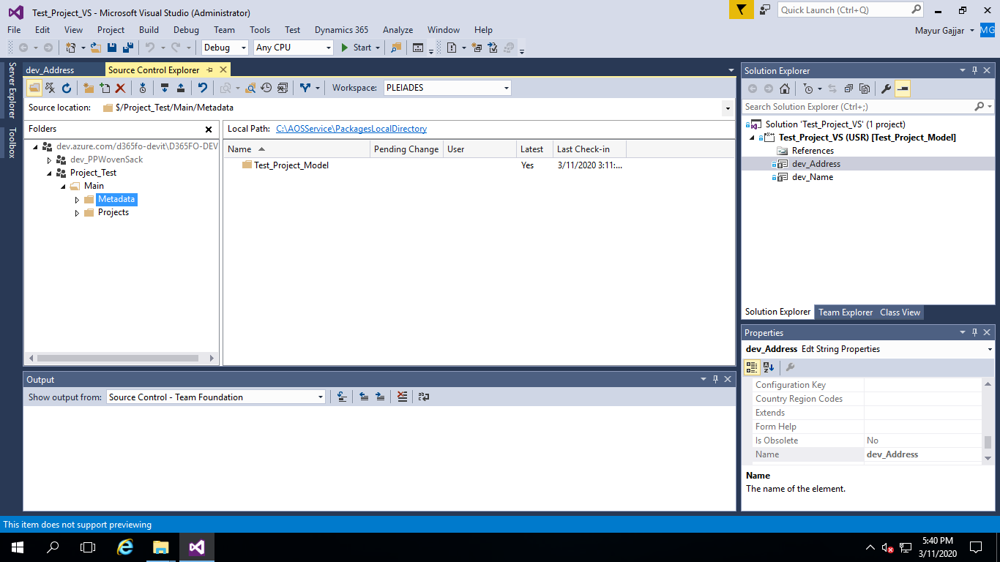 Test_Project_VS - Microsoft Visual Studio (Administrator)
Quick Launch (Ctrl+Q)
File Edit View Project Build Debug Team Tools Test Dynamics 365 Analyze Window Help
Mayur Gajjar MG
Debug Any CPU Start
Server Explorer
Toolbox
dev_Address Source Control Explorer
Workspace: PLEIADES
Source location: $/Project_Test/Main/Metadata
Folders
dev.azure.com/d365fo-devit\D365FO-DEV
dev_PPWovenSack
Project_Test
Main
Metadata
Projects
Local Path: C:\AOSService\PackagesLocalDirectory
Name Pending Change User Latest Last Check-in
Test_Project_Model Yes 3/11/2020 3:11:...
Output
Show output from: Source Control - Team Foundation
Solution Explorer
Search Solution Explorer (Ctrl+;)
Solution 'Test_Project_VS' (1 project)
Test_Project_VS (USR) [Test_Project_Model]
References
dev_Address
dev_Name
Solution Explorer Team Explorer Class View
Properties
dev_Address Edt String Properties
Configuration Key
Country Region Codes
Extends
Form Help
Is Obsolete No
Name dev_Address
Name
The name of the element.
This item does not support previewing
5:40 PM
3/11/2020